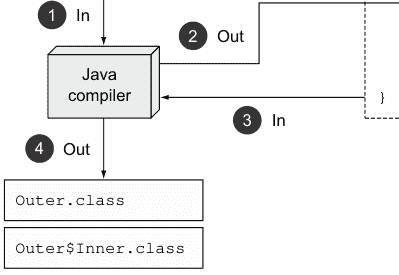 1 In
2 Out
Java
compiler
}
3 In
4 Out
Outer.class
Outer$Inner.class